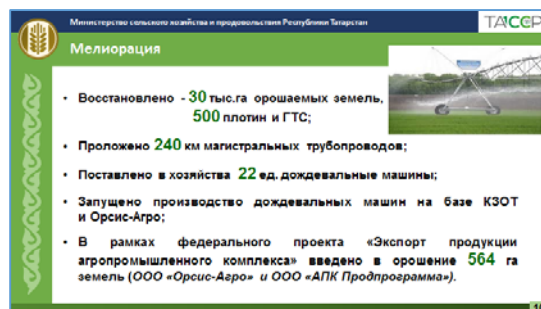 Министерство сельского хозяйства и продовольствия Республики Татарстан
ТАССР
Мелиорация
• Восстановлено - 30 тыс.га орошаемых земель,
500 плотин и ГТС;
• Проложено 240 км магистральных трубопроводов;
• Поставлено в хозяйства 22 ед. дождевальные машины;
• Запущено производство дождевальных машин на базе КЗОТ
и Орсис-Агро;
• В рамках федерального проекта «Экспорт продукции
агропромышленного комплекса» введено в орошение 564 га
земель (ООО «Орсис-Агро» и ООО «АПК Продпрограмма»).